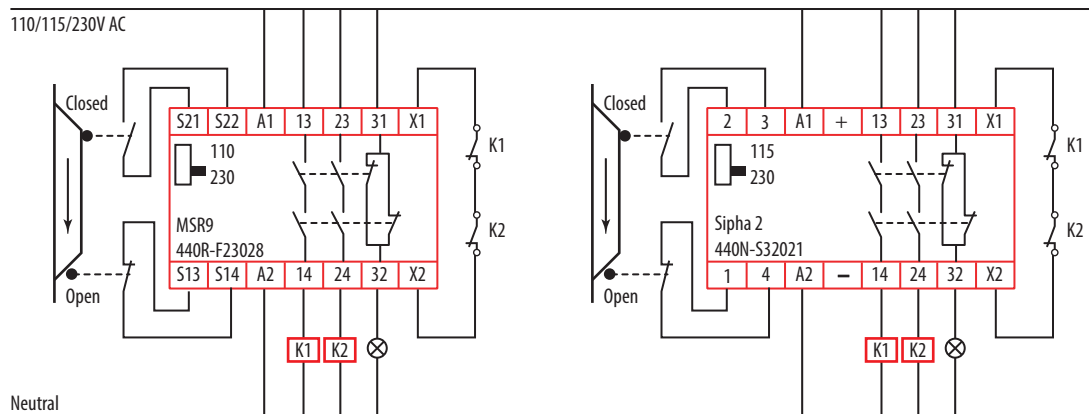 110/115/230V AC
Closed
S21 S22 A1 13 23 31 X1
110
230
MSR9
440R-F23028
S13 S14 A2 14 24 32 X2
Open
K1
K2
K1 K2
Closed
2 3 A1 + 13 23 31 X1
115
230
Sipha 2
440N-S32021
1 4 A2 – 14 24 32 X2
Open
K1
K2
K1 K2
Neutral